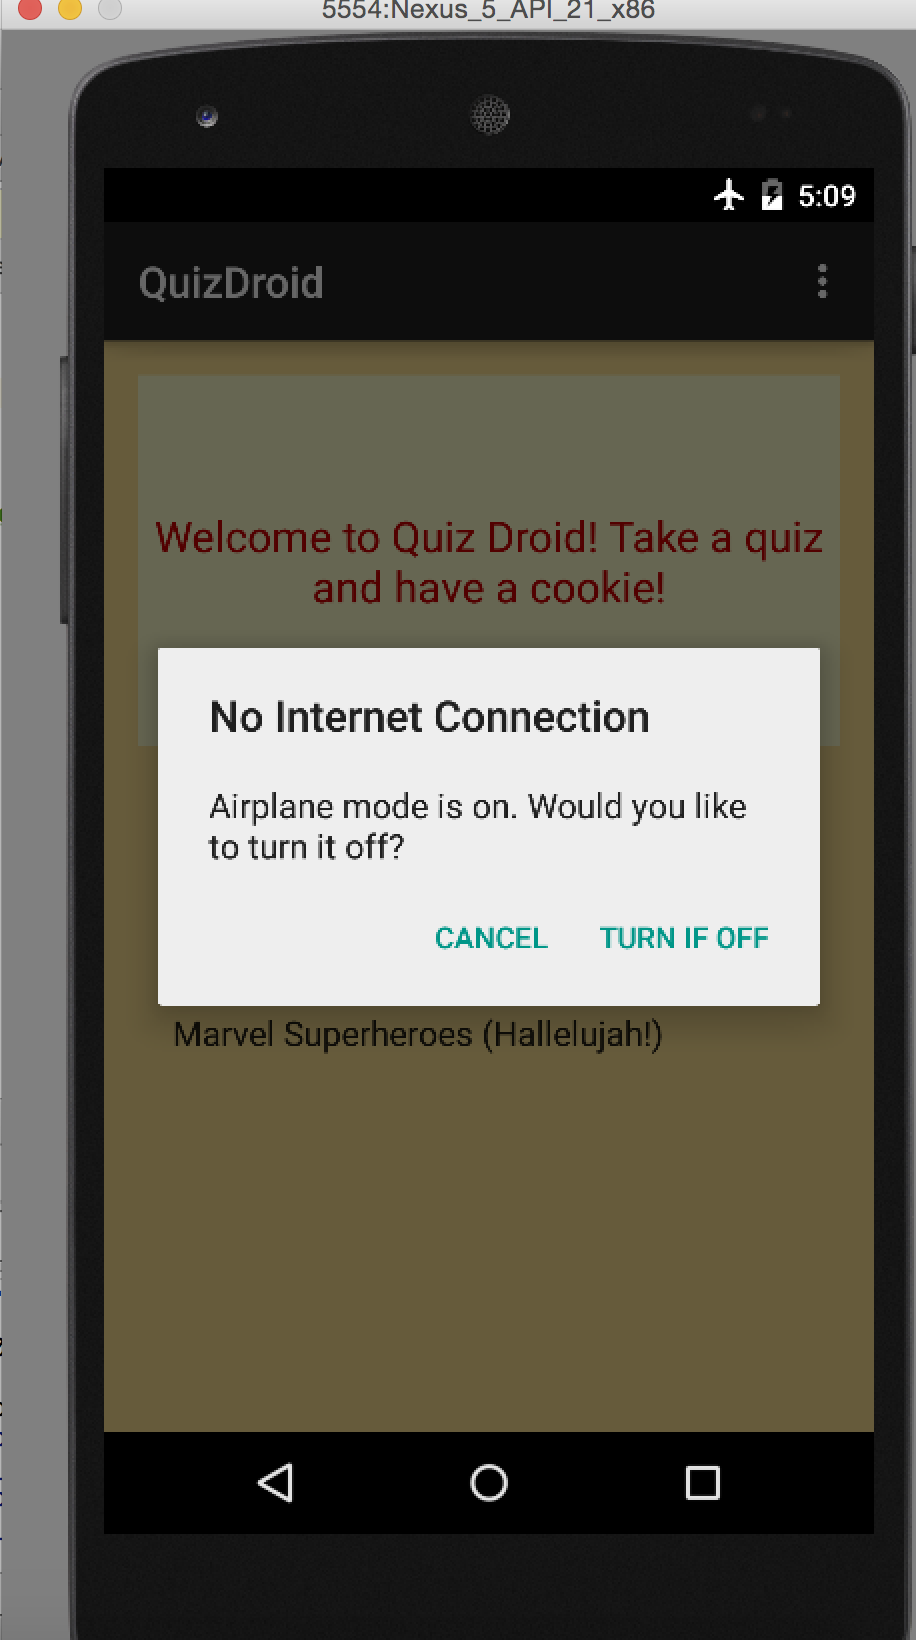 5554:Nexus_5_API_21_x86
5:09
QuizDroid
Welcome to Quiz Droid! Take a quiz
and have a cookie!
No Internet Connection
Airplane mode is on. Would you like
to turn it off?
CANCEL TURN IF OFF
Marvel Superheroes (Hallelujah!)